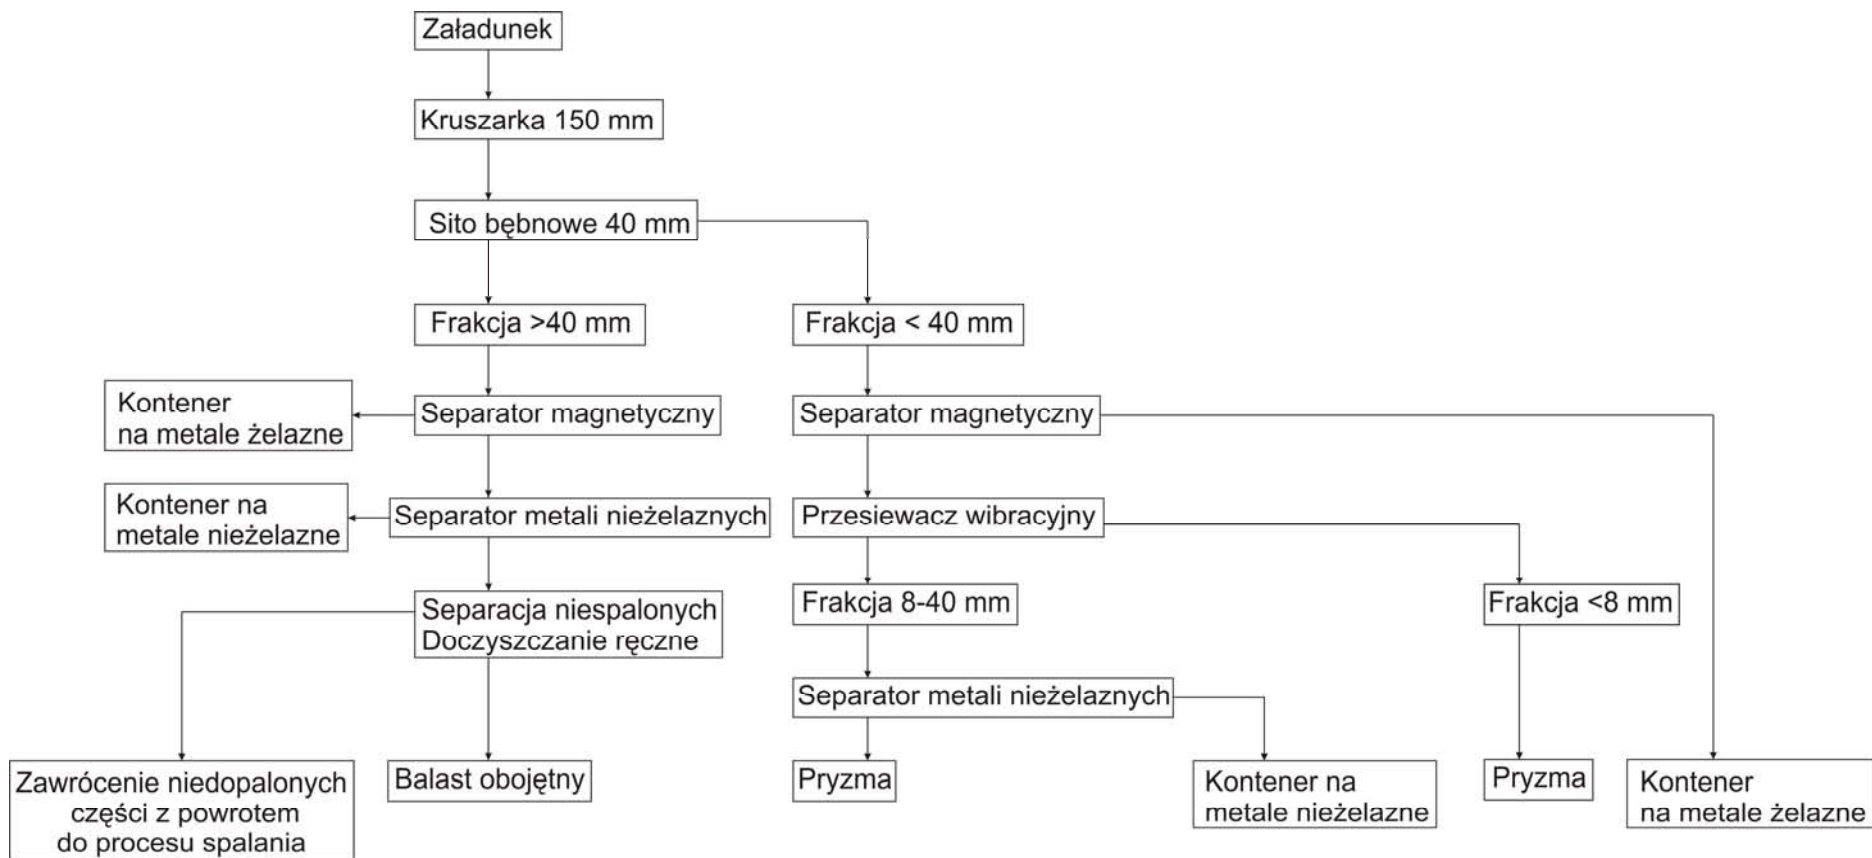 Załadunek
Kruszarka 150 mm
Sito bębnowe 40 mm
Frakcja >40 mm
Frakcja < 40 mm
Kontener
na metale żelazne
Separator magnetyczny
Separator magnetyczny
Kontener na
metale nieżelazne
Separator metali nieżelaznych
Przesiewacz wibracyjny
Separacja niespalonych
Doczyszczanie ręczne
Frakcja 8-40 mm
Frakcja <8 mm
Separator metali nieżelaznych
Zawrócenie niedopalonych
części z powrotem
do procesu spalania
Balast obojętny
Pryzma
Kontener na
metale nieżelazne
Pryzma
Kontener
na metale żelazne